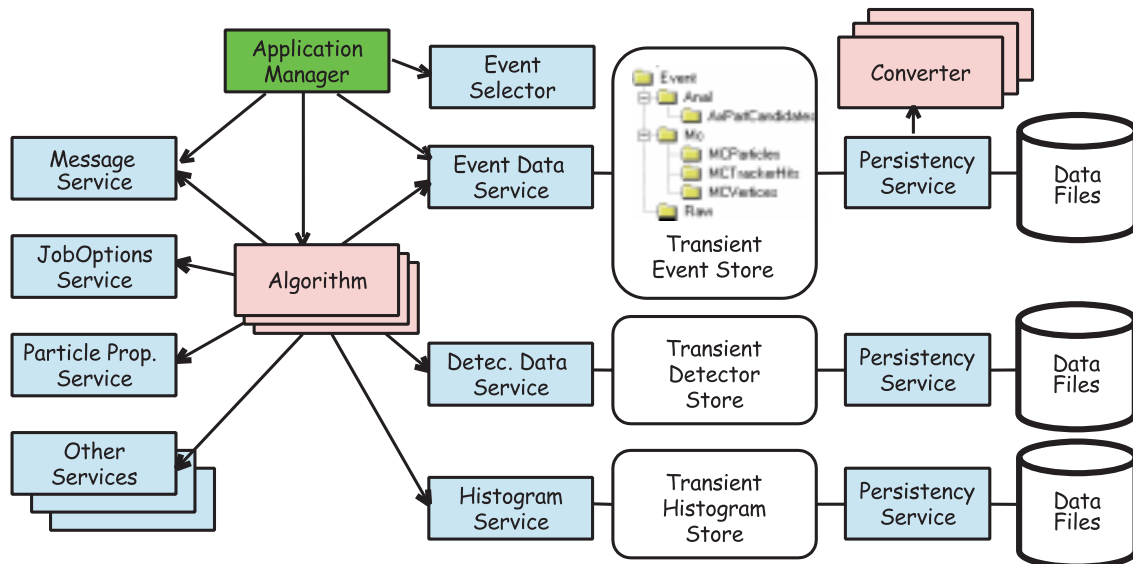 Application
Manager
Event
Selector
Converter
Message
Service
Event Data
Service
Event
Anal
AxPartCandidates
Mc
MCParticles
MCTrackerHits
MCVertices
Raw
Transient
Event Store
Persistency
Service
Data
Files
JobOptions
Service
Algorithm
Particle Prop.
Service
Detec. Data
Service
Transient
Detector
Store
Persistency
Service
Data
Files
Other
Services
Histogram
Service
Transient
Histogram
Store
Persistency
Service
Data
Files